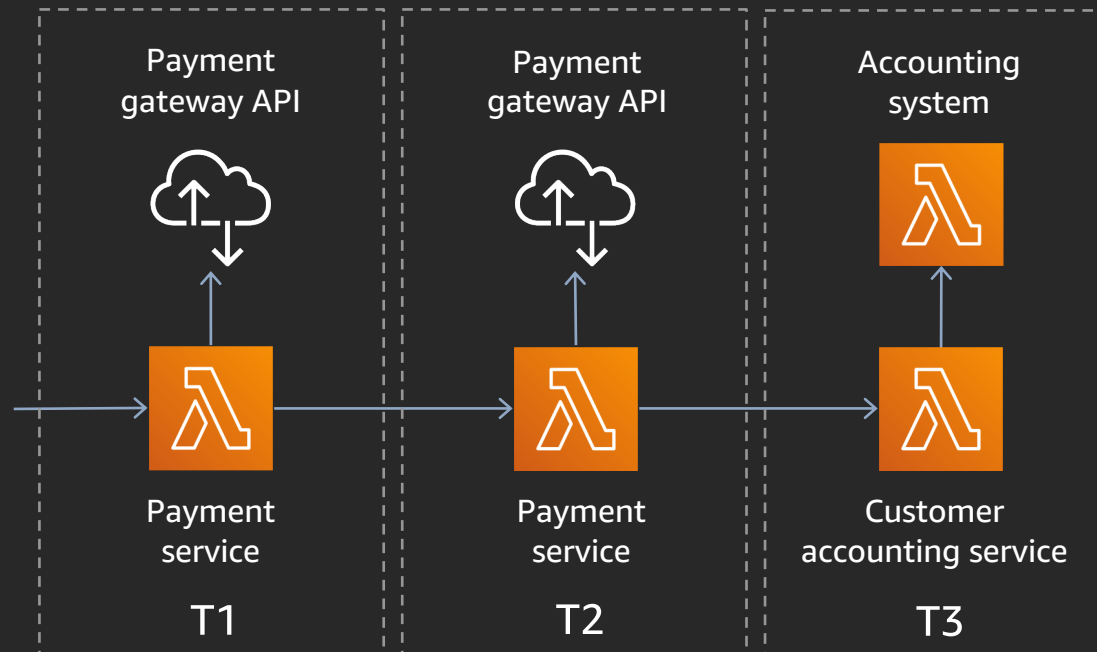 Payment
gateway API
Payment
gateway API
Accounting
system
Payment
service
Payment
service
Customer
accounting service
T1
T2
T3